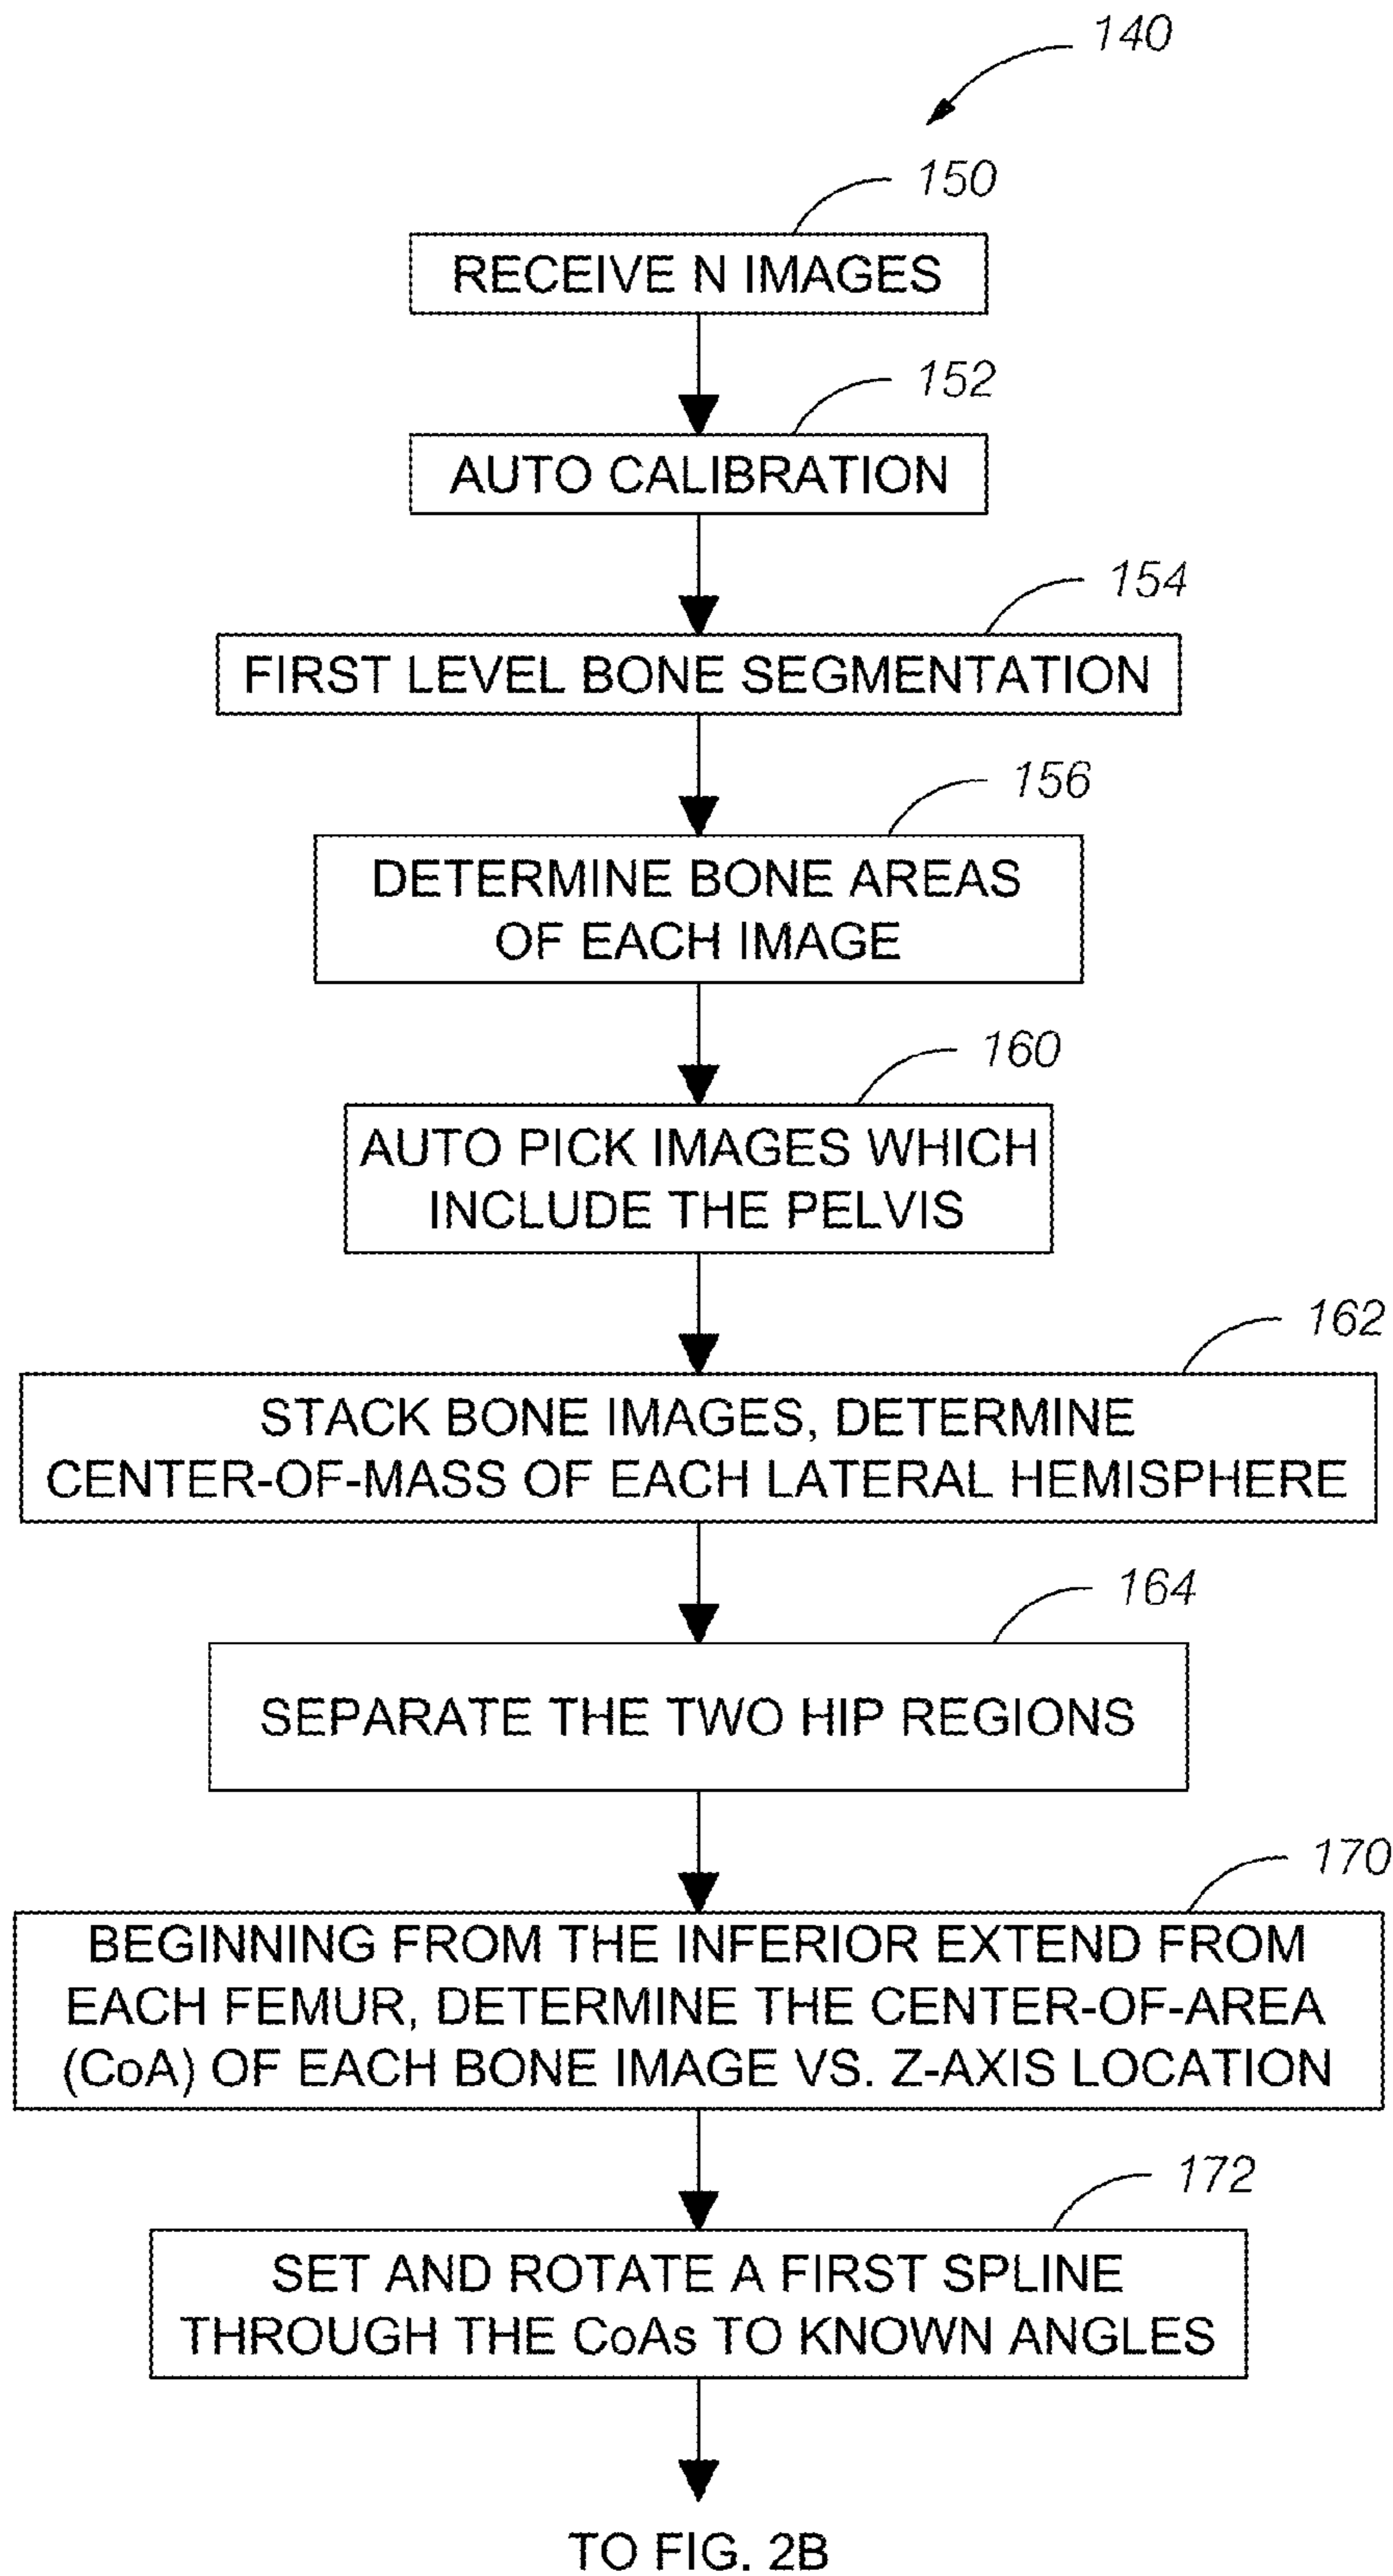 140
150
RECEIVE N IMAGES
152
AUTO CALIBRATION
154
FIRST LEVEL BONE SEGMENTATION
156
DETERMINE BONE AREAS
OF EACH IMAGE
160
AUTO PICK IMAGES WHICH
INCLUDE THE PELVIS
162
STACK BONE IMAGES, DETERMINE
CENTER-OF-MASS OF EACH LATERAL HEMISPHERE
164
SEPARATE THE TWO HIP REGIONS
170
BEGINNING FROM THE INFERIOR EXTEND FROM
EACH FEMUR, DETERMINE THE CENTER-OF-AREA
(CoA) OF EACH BONE IMAGE VS. Z-AXIS LOCATION
172
SET AND ROTATE A FIRST SPLINE
THROUGH THE CoAs TO KNOWN ANGLES
TO FIG. 2B